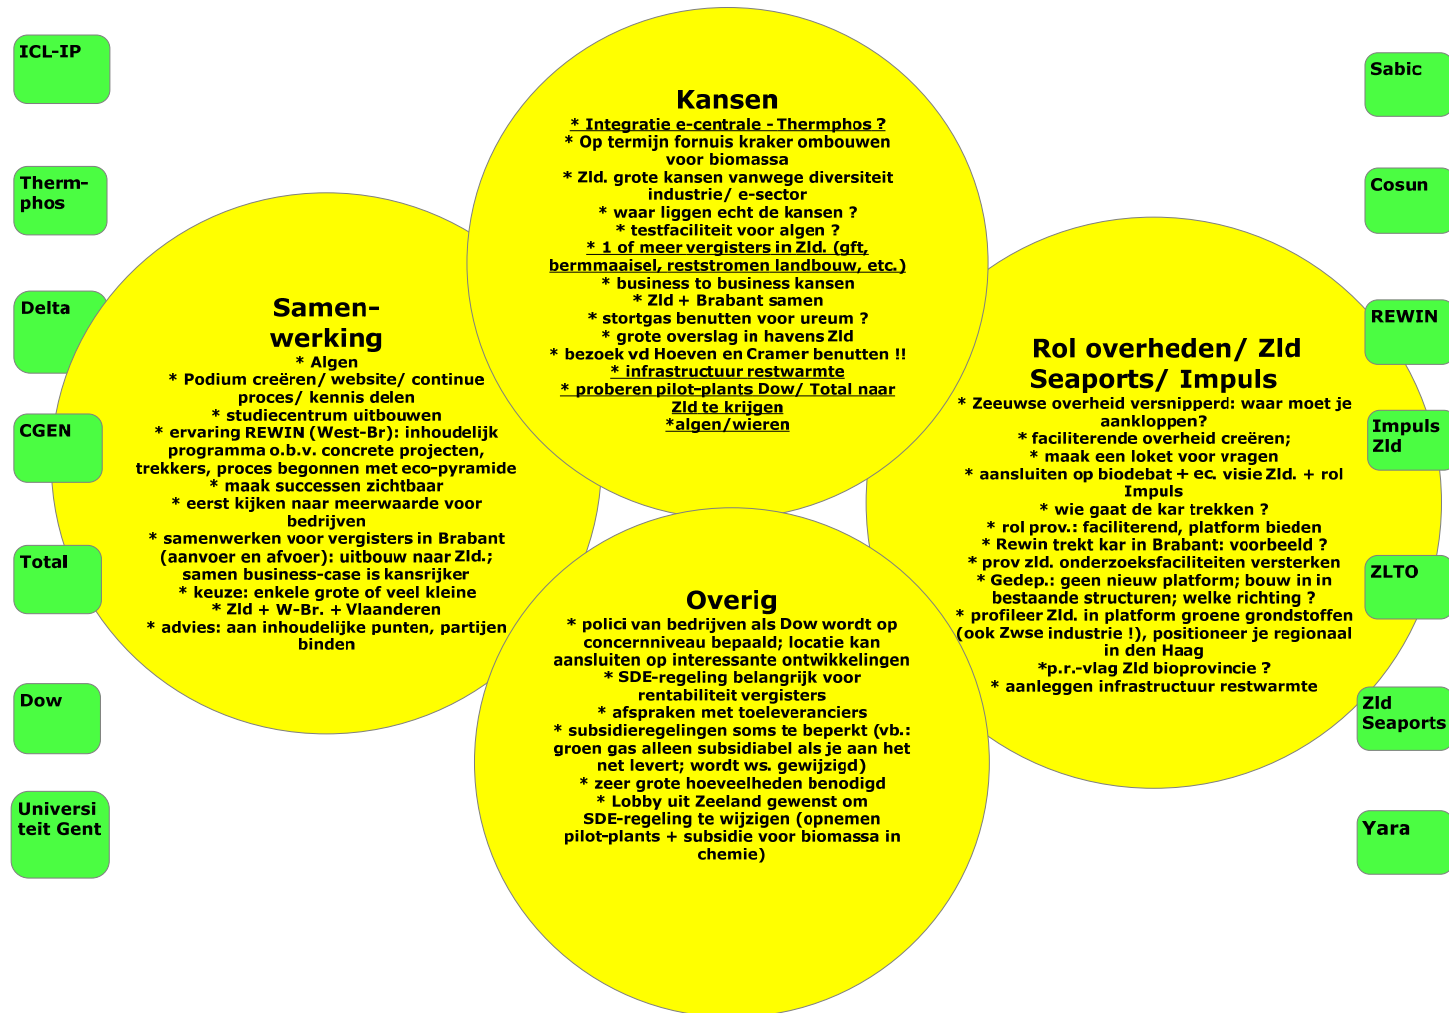 ICL-IP
Therm-
phos
Delta
CGEN
Total
Dow
Universi
teit Gent
Samen-
werking
* Algen
* Podium creëren/ website/ continue
proces/ kennis delen
* studiecentrum uitbouwen
* ervaring REWIN (West-Br): inhoudelijk
programma o.b.v. concrete projecten,
trekkers, proces begonnen met eco-pyramide
* maak successen zichtbaar
* eerst kijken naar meerwaarde voor
bedrijven
* samenwerken voor vergisters in Brabant
(aanvoer en afvoer): uitbouw naar Zld.;
samen business-case is kansrijker
* keuze: enkele grote of veel kleine
* Zld + W-Br. + Vlaanderen
* advies: aan inhoudelijke punten, partijen
binden
Kansen
* Integratie e-centrale - Thermphos ?
* Op termijn fornuis kraker ombouwen
voor biomassa
* Zld. grote kansen vanwege diversiteit
industrie/ e-sector
* waar liggen echt de kansen ?
* testfaciliteit voor algen ?
* 1 of meer vergisters in Zld. (gft,
bermmaaisel, reststromen landbouw, etc.)
* business to business kansen
* Zld + Brabant samen
* stortgas benutten voor ureum ?
* grote overslag in havens Zld
* bezoek vd Hoeven en Cramer benutten !!
* infrastructuur restwarmte
* proberen pilot-plants Dow/ Total naar
Zld te krijgen
*algen/wieren
Overig
* polici van bedrijven als Dow wordt op
concernniveau bepaald; locatie kan
aansluiten op interessante ontwikkelingen
* SDE-regeling belangrijk voor
rentabiliteit vergisters
* afspraken met toeleveranciers
* subsidieregelingen soms te beperkt (vb.:
groen gas alleen subsidiabel als je aan het
net levert; wordt ws. gewijzigd)
* zeer grote hoeveelheden benodigd
* Lobby uit Zeeland gewenst om
SDE-regeling te wijzigen (opnemen
pilot-plants + subsidie voor biomassa in
chemie)
Rol overheden/ Zld
Seaports/ Impuls
* Zeeuwse overheid versnipperd: waar moet je
aankloppen?
* faciliterende overheid creëren;
* maak een loket voor vragen
* aansluiten op biodebat + ec. visie Zld. + rol
Impuls
* wie gaat de kar trekken ?
* rol prov.: faciliterend, platform bieden
* Rewin trekt kar in Brabant: voorbeeld ?
* prov zld. onderzoeksfaciliteiten versterken
* Gedep.: geen nieuw platform; bouw in in
bestaande structuren; welke richting ?
* profileer Zld. in platform groene grondstoffen
(ook Zwse industrie !), positioneer je regionaal
in den Haag
*p.r.-vlag Zld bioprovincie ?
* aanleggen infrastructuur restwarmte
Sabic
Cosun
REWIN
Impuls
Zld
ZLTO
Zld
Seaports
Yara